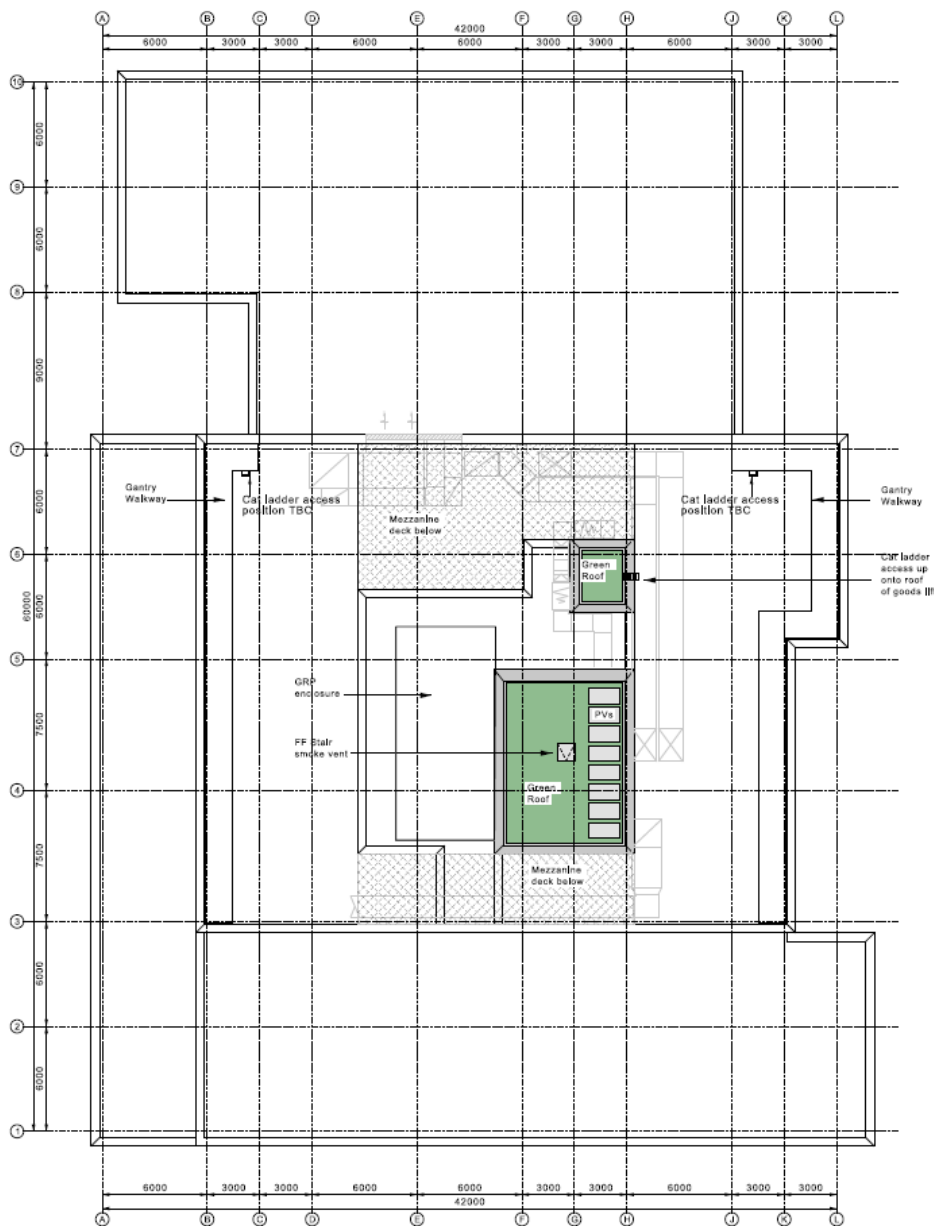 A B C D E F G H J K L
42000
6000 3000 3000 6000 6000 3000 3000 6000 3000 3000
10
6000
9
6000
8
9000
7
Gantry
Walkway
Cat ladder access
position TBC
Cat ladder access
position TBC
Gantry
Walkway
6000
Mezzanine
deck below
6
Green
Roof
Cat ladder
access up
onto roof
of goods lift
60000
6000
5
GRP
enclosure
PVs
7500
FF Stair
smoke vent
4
Green
Roof
7500
Mezzanine
deck below
3
6000
2
6000
1
6000 3000 3000 6000 6000 3000 3000 6000 3000 3000
42000
A B C D E F G H J K L